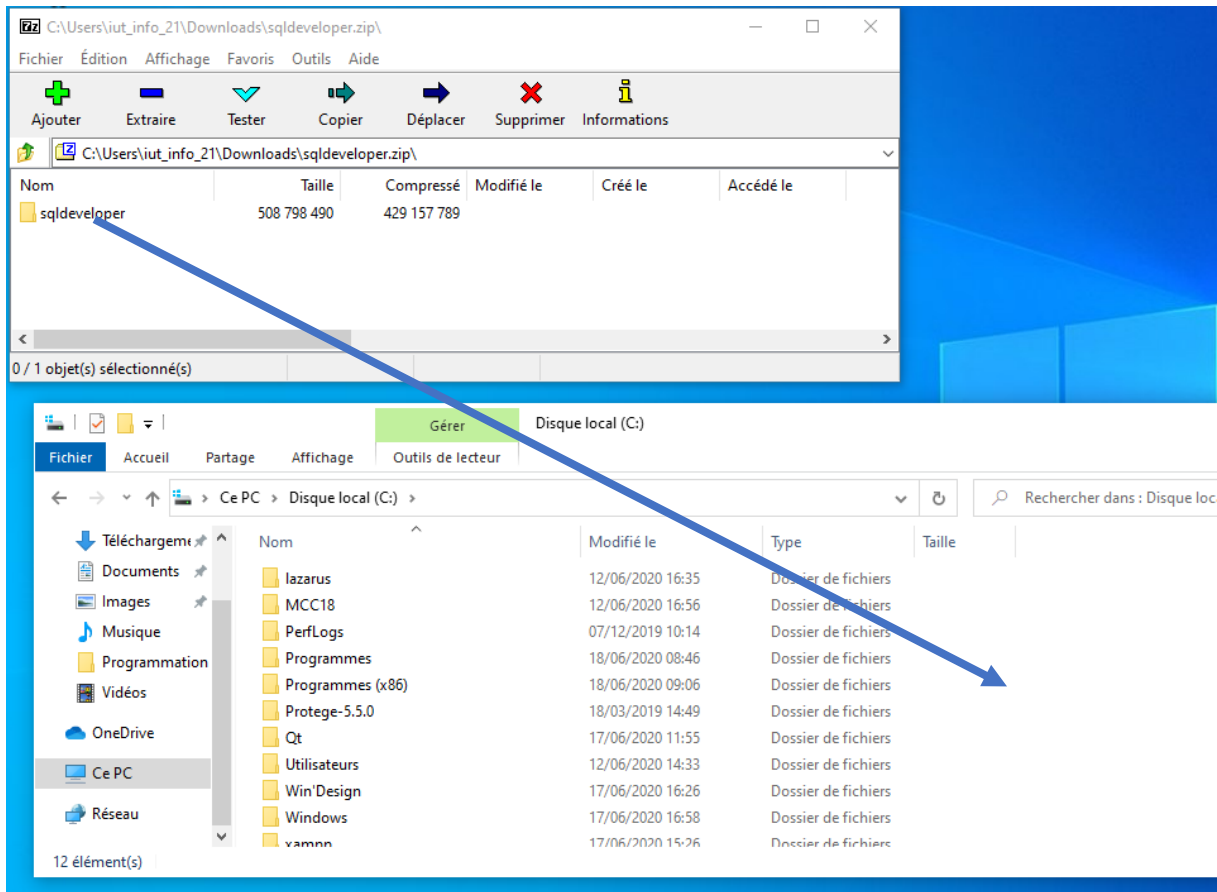 C:\Users\iut_info_21\Downloads\sqldeveloper.zip\
Fichier Édition Affichage Favoris Outils Aide
Ajouter Extraire Tester Copier Déplacer Supprimer Informations
C:\Users\iut_info_21\Downloads\sqldeveloper.zip\
Nom Taille Compressé Modifié le Créé le Accédé le
sqldeveloper 508 798 490 429 157 789
0 / 1 objet(s) sélectionné(s)
Gérer Disque local (C:)
Fichier Accueil Partage Affichage Outils de lecteur
Ce PC > Disque local (C:) > Rechercher dans : Disque loc
Téléchargeme Nom Modifié le Type Taille
Documents lazarus 12/06/2020 16:35 Dossier de fichiers
Images MCC18 12/06/2020 16:56 Dossier de fichiers
Musique PerfLogs 07/12/2019 10:14 Dossier de fichiers
Programmation Programmes 18/06/2020 08:46 Dossier de fichiers
Vidéos Programmes (x86) 18/06/2020 09:06 Dossier de fichiers
Protege-5.5.0 18/03/2019 14:49 Dossier de fichiers
OneDrive Qt 17/06/2020 11:55 Dossier de fichiers
Ce PC Utilisateurs 12/06/2020 14:33 Dossier de fichiers
Win'Design 17/06/2020 16:26 Dossier de fichiers
Réseau Windows 17/06/2020 16:58 Dossier de fichiers
xampp 17/06/2020 15:26 Dossier de fichiers
12 élément(s)